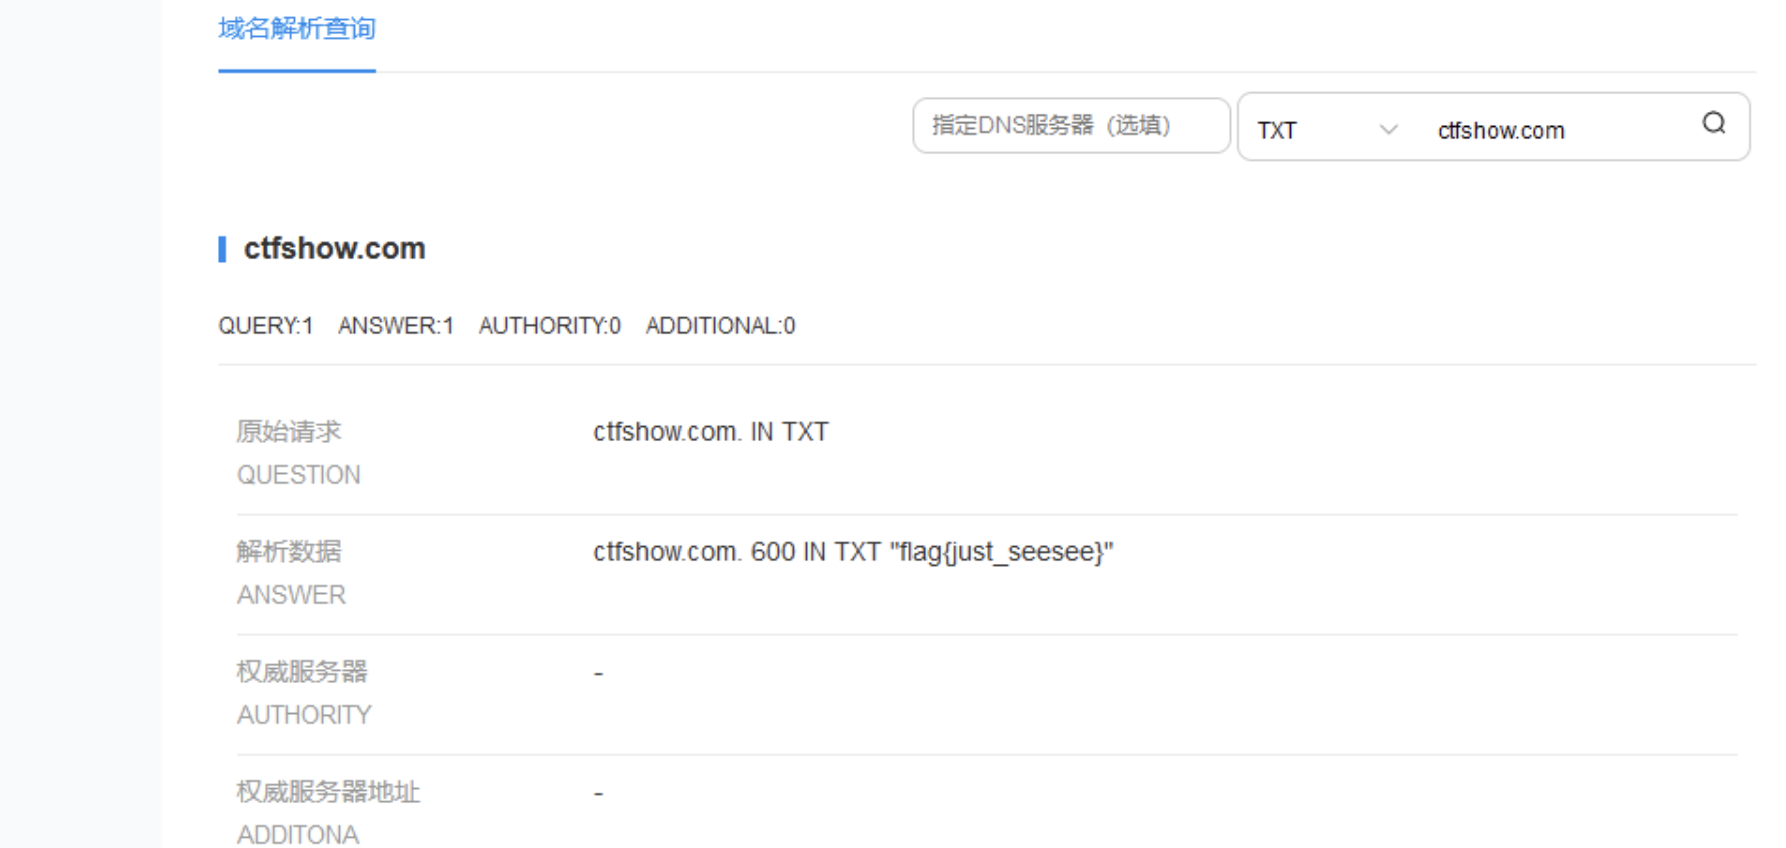 域名解析查询
指定DNS服务器（选填） TXT ctfshow.com
ctfshow.com
QUERY:1 ANSWER:1 AUTHORITY:0 ADDITIONAL:0
原始请求 ctfshow.com. IN TXT
QUESTION
解析数据 ctfshow.com. 600 IN TXT "flag{just_seesee}"
ANSWER
权威服务器 -
AUTHORITY
权威服务器地址 -
ADDITONA